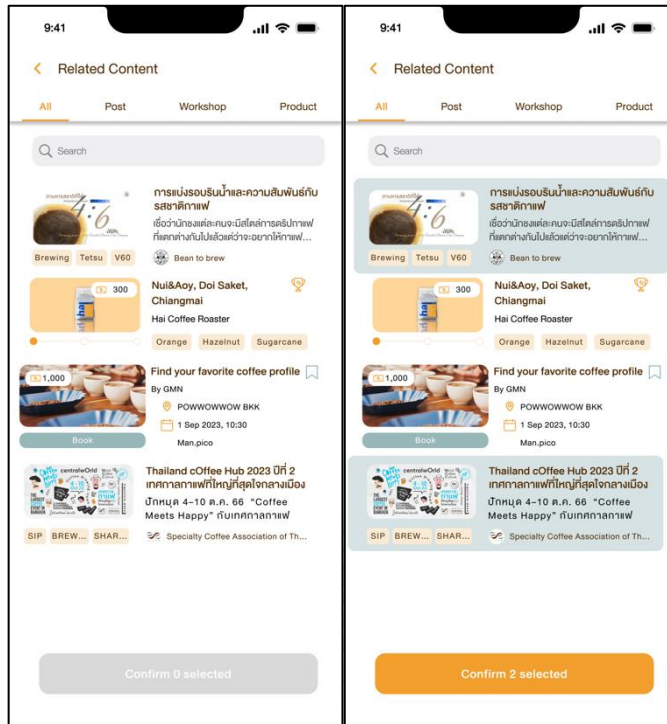 9:41
Related Content
All Post Workshop Product
Search
4:6
การแบ่งรอบรินน้ำและความสัมพันธ์กับ
รสชาติกาแฟ
เชื่อว่านักชงแต่ละคนจะมีสไตล์การดริปกาแฟ
ที่แตกต่างกันไปแล้วแต่ว่าจะอยากให้กาแฟ...
Brewing Tetsu V60
Bean to brew
300
hai
Nui&Aoy, Doi Saket,
Chiangmai
Hai Coffee Roaster
Orange Hazelnut Sugarcane
1,000
Book
Find your favorite coffee profile
By GMN
POWWOWWOW BKK
1 Sep 2023, 10:30
Man.pico
centralwOrld
THE LARGEST
COFFEE
EVENT IN
BANGKOK
Thailand cOffee Hub 2023 ปีที่ 2
เทศกาลกาแฟที่ใหญ่ที่สุดใจกลางเมือง
ปักหมุด 4-10 ต.ค. 66 "Coffee
Meets Happy" กับเทศกาลกาแฟ
SIP BREW... SHAR...
Specialty Coffee Association of Th...
Confirm 0 selected
9:41
Related Content
All Post Workshop Product
Search
4:6
การแบ่งรอบรินน้ำและความสัมพันธ์กับ
รสชาติกาแฟ
เชื่อว่านักชงแต่ละคนจะมีสไตล์การดริปกาแฟ
ที่แตกต่างกันไปแล้วแต่ว่าจะอยากให้กาแฟ...
Brewing Tetsu V60
Bean to brew
300
hai
Nui&Aoy, Doi Saket,
Chiangmai
Hai Coffee Roaster
Orange Hazelnut Sugarcane
1,000
Book
Find your favorite coffee profile
By GMN
POWWOWWOW BKK
1 Sep 2023, 10:30
Man.pico
centralwOrld
THE LARGEST
COFFEE
EVENT IN
BANGKOK
Thailand cOffee Hub 2023 ปีที่ 2
เทศกาลกาแฟที่ใหญ่ที่สุดใจกลางเมือง
ปักหมุด 4-10 ต.ค. 66 "Coffee
Meets Happy" กับเทศกาลกาแฟ
SIP BREW... SHAR...
Specialty Coffee Association of Th...
Confirm 2 selected